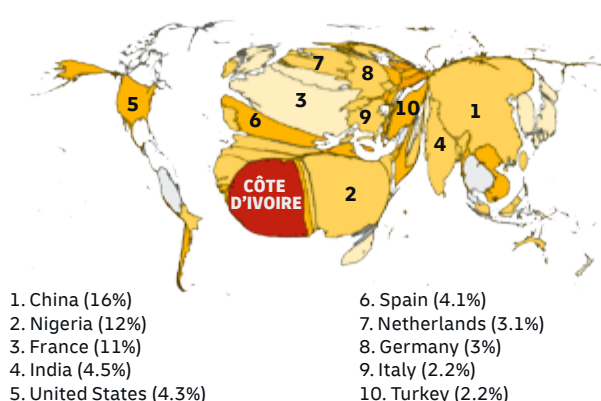 7
8
5
3
1
10
6
9
4
CÔTE
D'IVOIRE
2
1. China (16%)
2. Nigeria (12%)
3. France (11%)
4. India (4.5%)
5. United States (4.3%)
6. Spain (4.1%)
7. Netherlands (3.1%)
8. Germany (3%)
9. Italy (2.2%)
10. Turkey (2.2%)